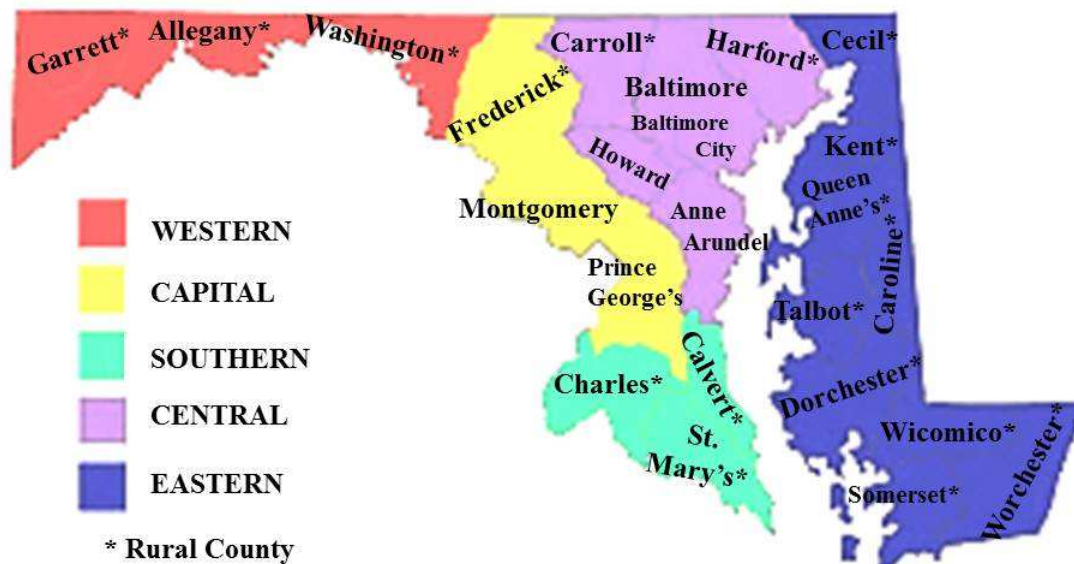 Garrett*
Allegany*
Washington*
Frederick*
Carroll*
Harford*
Cecil*
Baltimore
Baltimore
City
Howard
Kent*
Queen
Anne's*
Montgomery
Anne
Arundel
Caroline*
Prince
George's
Talbot*
Calvert*
Charles*
Dorchester*
St.
Mary's*
Wicomico*
Somerset*
Worchester*
WESTERN
CAPITAL
SOUTHERN
CENTRAL
EASTERN
* Rural County